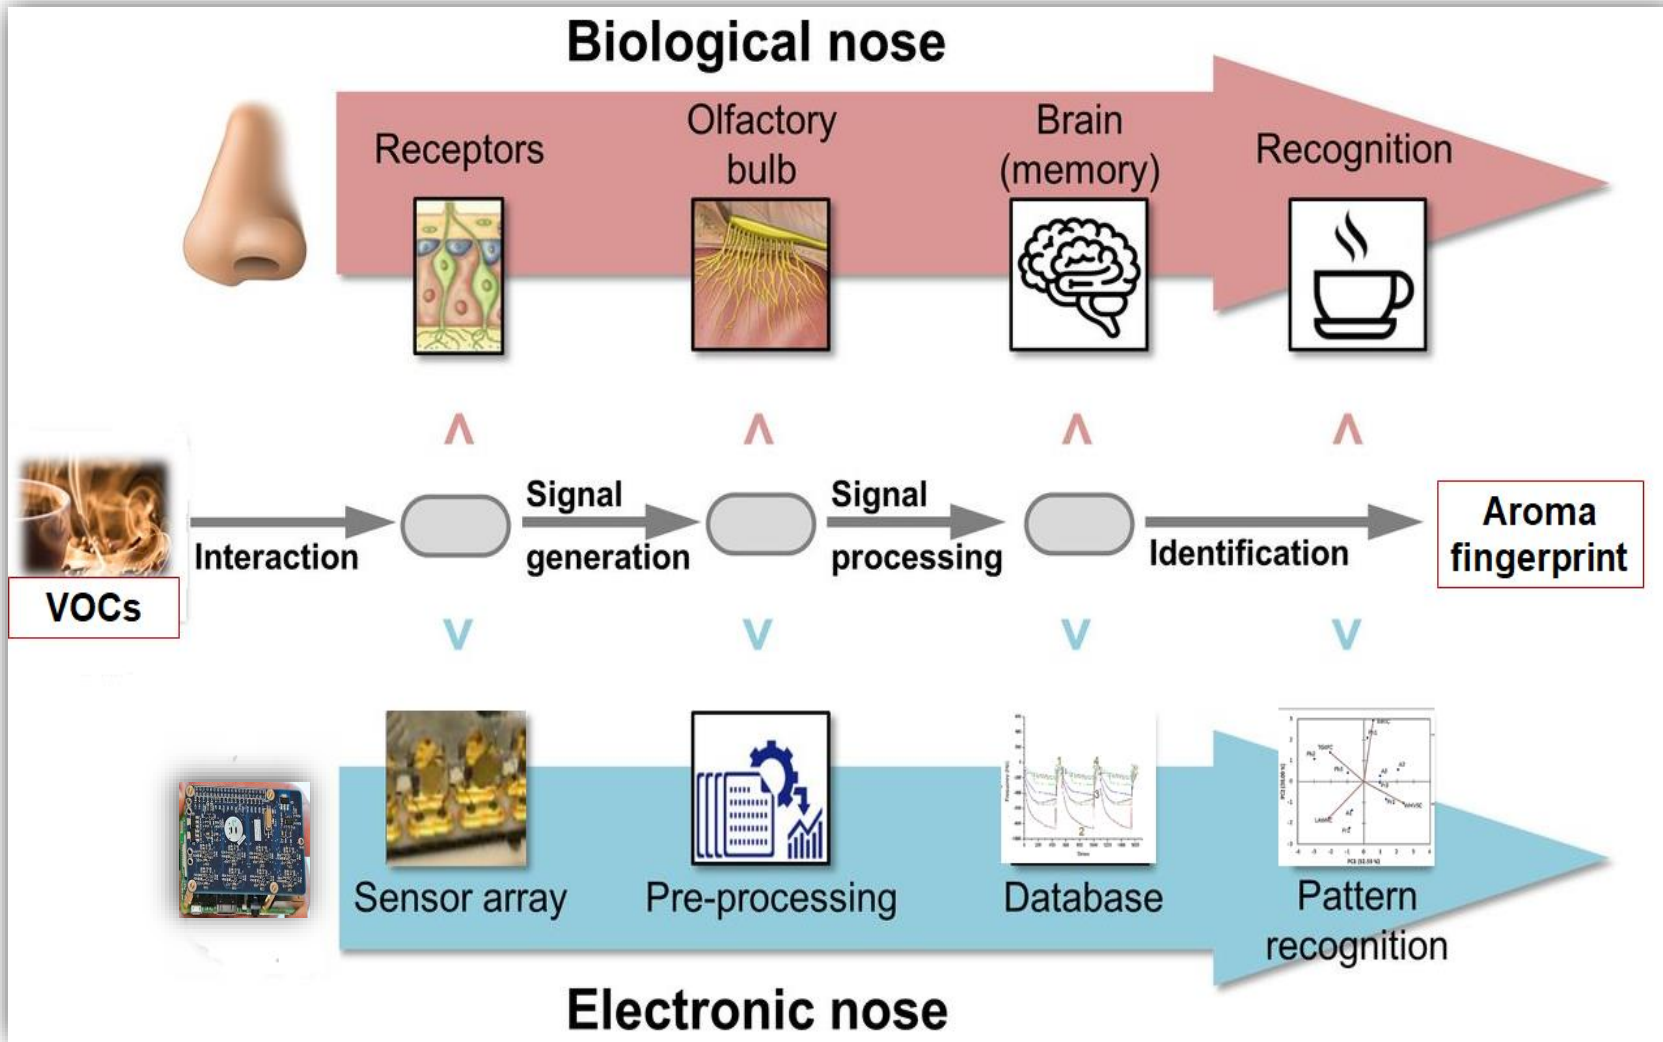 Biological nose
Receptors
Olfactory
bulb
Brain
(memory)
Recognition
Interaction
Signal
generation
Signal
processing
Identification
VOCs
Aroma
fingerprint
Sensor array
Pre-processing
Database
Pattern
recognition
Electronic nose